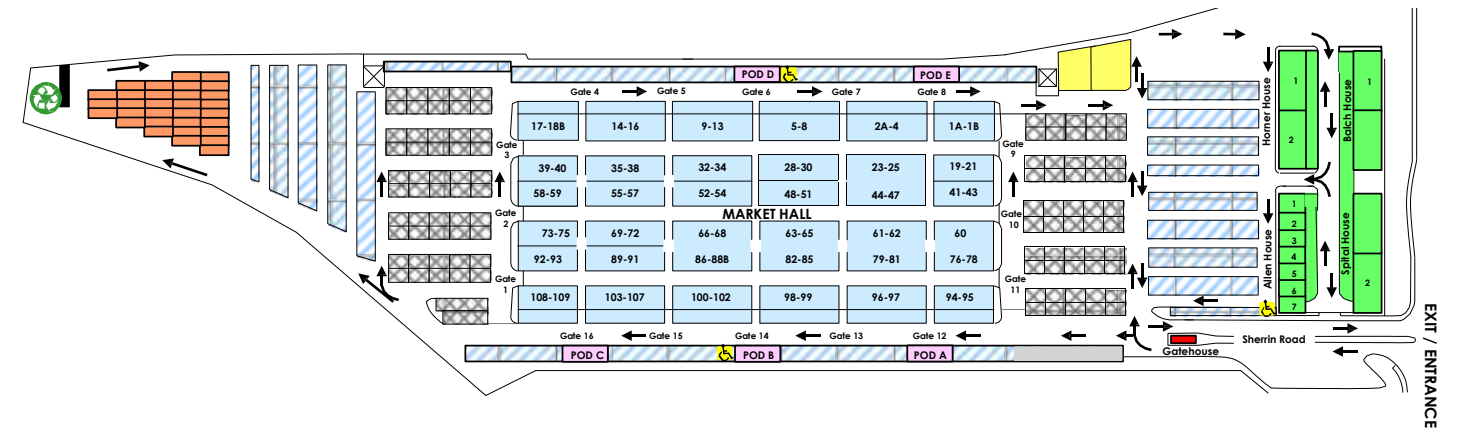 POD D
POD E
Gate 4
Gate 5
Gate 6
Gate 7
Gate 8
17-18B
14-16
9-13
5-8
2A-4
1A-1B
Gate
3
Gate
9
39-40
35-38
32-34
28-30
23-25
19-21
58-59
55-57
52-54
48-51
44-47
41-43
Gate
2
MARKET HALL
Gate
10
73-75
69-72
66-68
63-65
61-62
60
92-93
89-91
86-88B
82-85
79-81
76-78
Gate
1
Gate
11
108-109
103-107
100-102
98-99
96-97
94-95
Gate 16
Gate 15
Gate 14
Gate 13
Gate 12
POD C
POD B
POD A
Homer House
1
2
Balch House
1
Allen House
1
2
3
4
5
6
7
Spital House
2
Gatehouse
Sherrin Road
EXIT / ENTRANCE